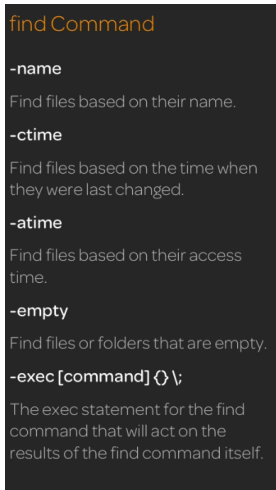 find Command
-name
Find files based on their name.
-ctime
Find files based on the time when
they were last changed.
-atime
Find files based on their access
time.
-empty
Find files or folders that are empty.
-exec [command] {} \;
The exec statement for the find
command that will act on the
results of the find command itself.